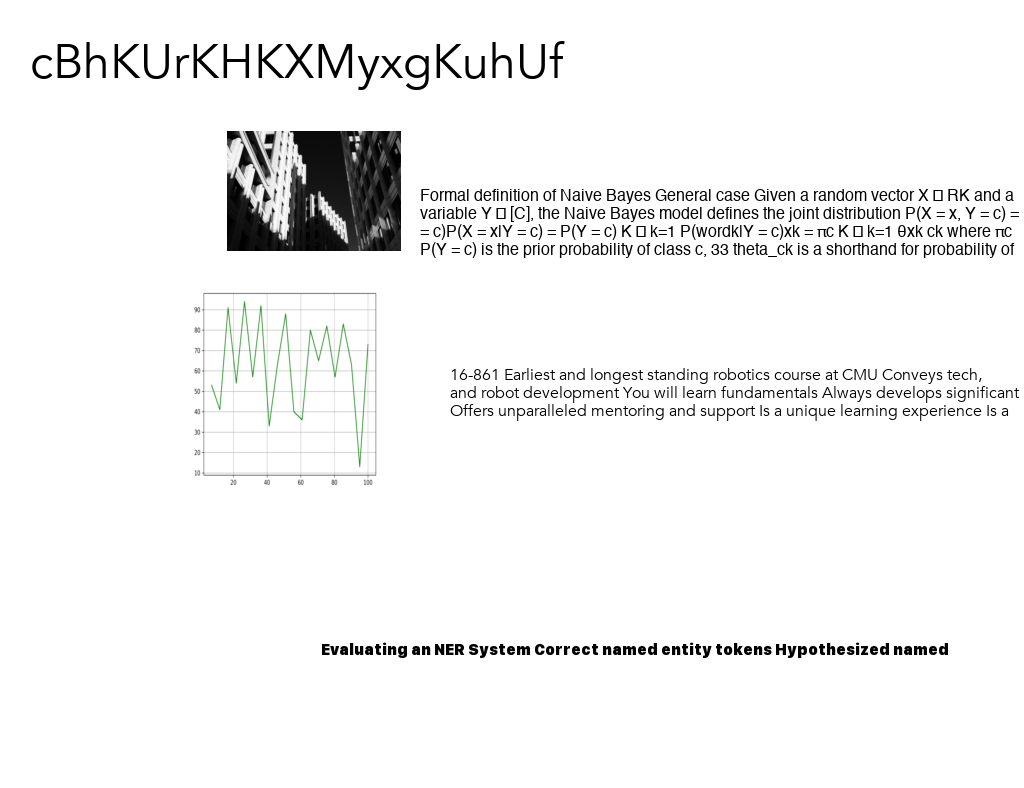 cBhKUrKHKXMyxgKuhUf
Formal definition of Naive Bayes General case Given a random vector X □ RK and a
variable Y □ [C], the Naive Bayes model defines the joint distribution P(X = x, Y = c) =
= c)P(X = x|Y = c) = P(Y = c) K □ k=1 P(wordk|Y = c)xk = πc K □ k=1 θxk ck where πc
P(Y = c) is the prior probability of class c, 33 theta_ck is a shorthand for probability of
90
80
70
60
50
40
30
20
10
20 40 60 80 100
16-861 Earliest and longest standing robotics course at CMU Conveys tech,
and robot development You will learn fundamentals Always develops significant
Offers unparalleled mentoring and support Is a unique learning experience Is a
Evaluating an NER System Correct named entity tokens Hypothesized named